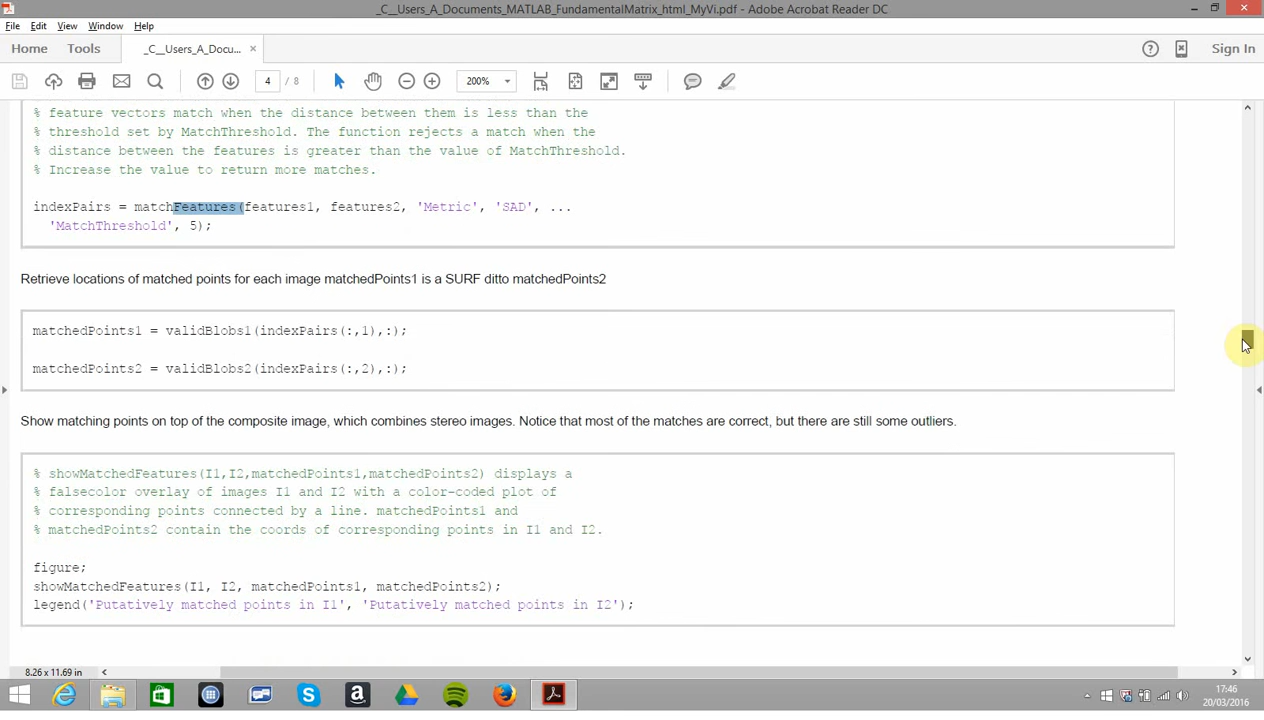 _C__Users_A_Documents_MATLAB_FundamentalMatrix_html_MyVi.pdf - Adobe Acrobat Reader DC
File Edit View Window Help
Home Tools _C__Users_A_Docu... × Sign In
4 / 8 200%
% feature vectors match when the distance between them is less than the
% threshold set by MatchThreshold. The function rejects a match when the
% distance between the features is greater than the value of MatchThreshold.
% Increase the value to return more matches.
indexPairs = matchFeatures(features1, features2, 'Metric', 'SAD', ...
'MatchThreshold', 5);
Retrieve locations of matched points for each image matchedPoints1 is a SURF ditto matchedPoints2
matchedPoints1 = validBlobs1(indexPairs(:,1),:);
matchedPoints2 = validBlobs2(indexPairs(:,2),:);
Show matching points on top of the composite image, which combines stereo images. Notice that most of the matches are correct, but there are still some outliers.
% showMatchedFeatures(I1,I2,matchedPoints1,matchedPoints2) displays a
% falsecolor overlay of images I1 and I2 with a color-coded plot of
% corresponding points connected by a line. matchedPoints1 and
% matchedPoints2 contain the coords of corresponding points in I1 and I2.
figure;
showMatchedFeatures(I1, I2, matchedPoints1, matchedPoints2);
legend('Putatively matched points in I1', 'Putatively matched points in I2');
8.26 x 11.69 in
17:46
20/03/2016